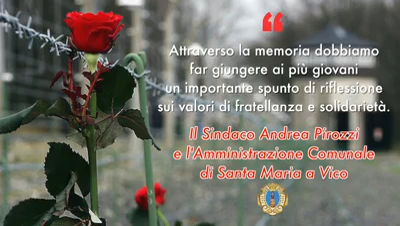 Attraverso la memoria dobbiamo
far giungere ai più giovani
un importante spunto di riflessione
sui valori di fratellanza e solidarietà.
Il Sindaco Andrea Pirozzi
e l'Amministrazione Comunale
di Santa Maria a Vico